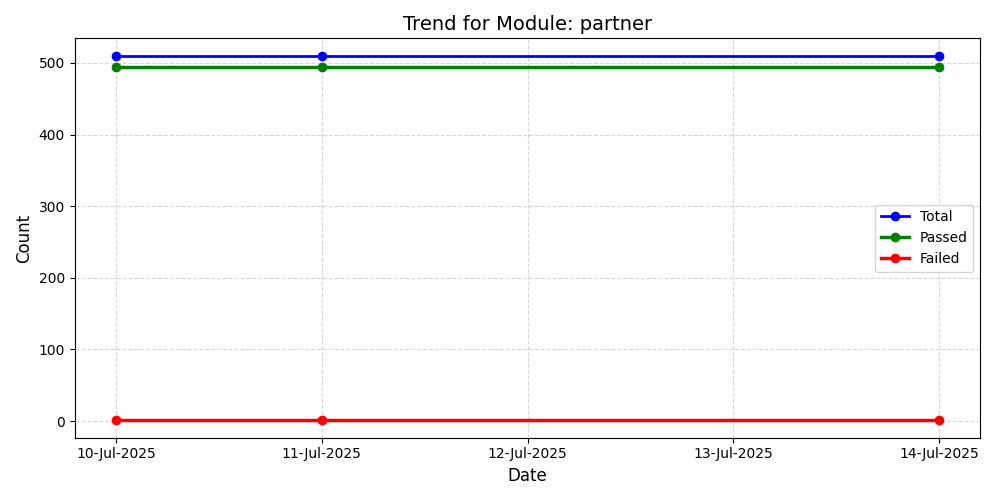 Trend for Module: partner
500
400
300
200
100
0
Count
Total
Passed
Failed
10-Jul-2025
11-Jul-2025
12-Jul-2025
13-Jul-2025
14-Jul-2025
Date